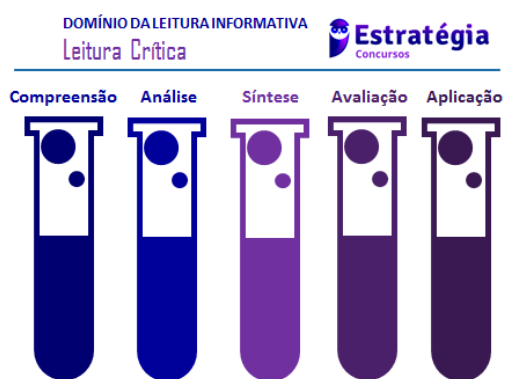 DOMÍNIO DA LEITURA INFORMATIVA
Leitura Crítica
Estratégia
Concursos
Compreensão Análise Síntese Avaliação Aplicação